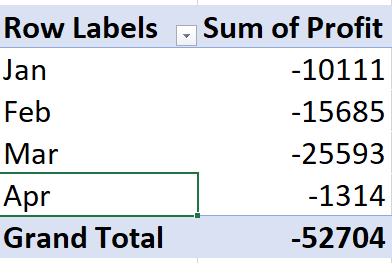 Row Labels Sum of Profit
Jan -10111
Feb -15685
Mar -25593
Apr -1314
Grand Total -52704